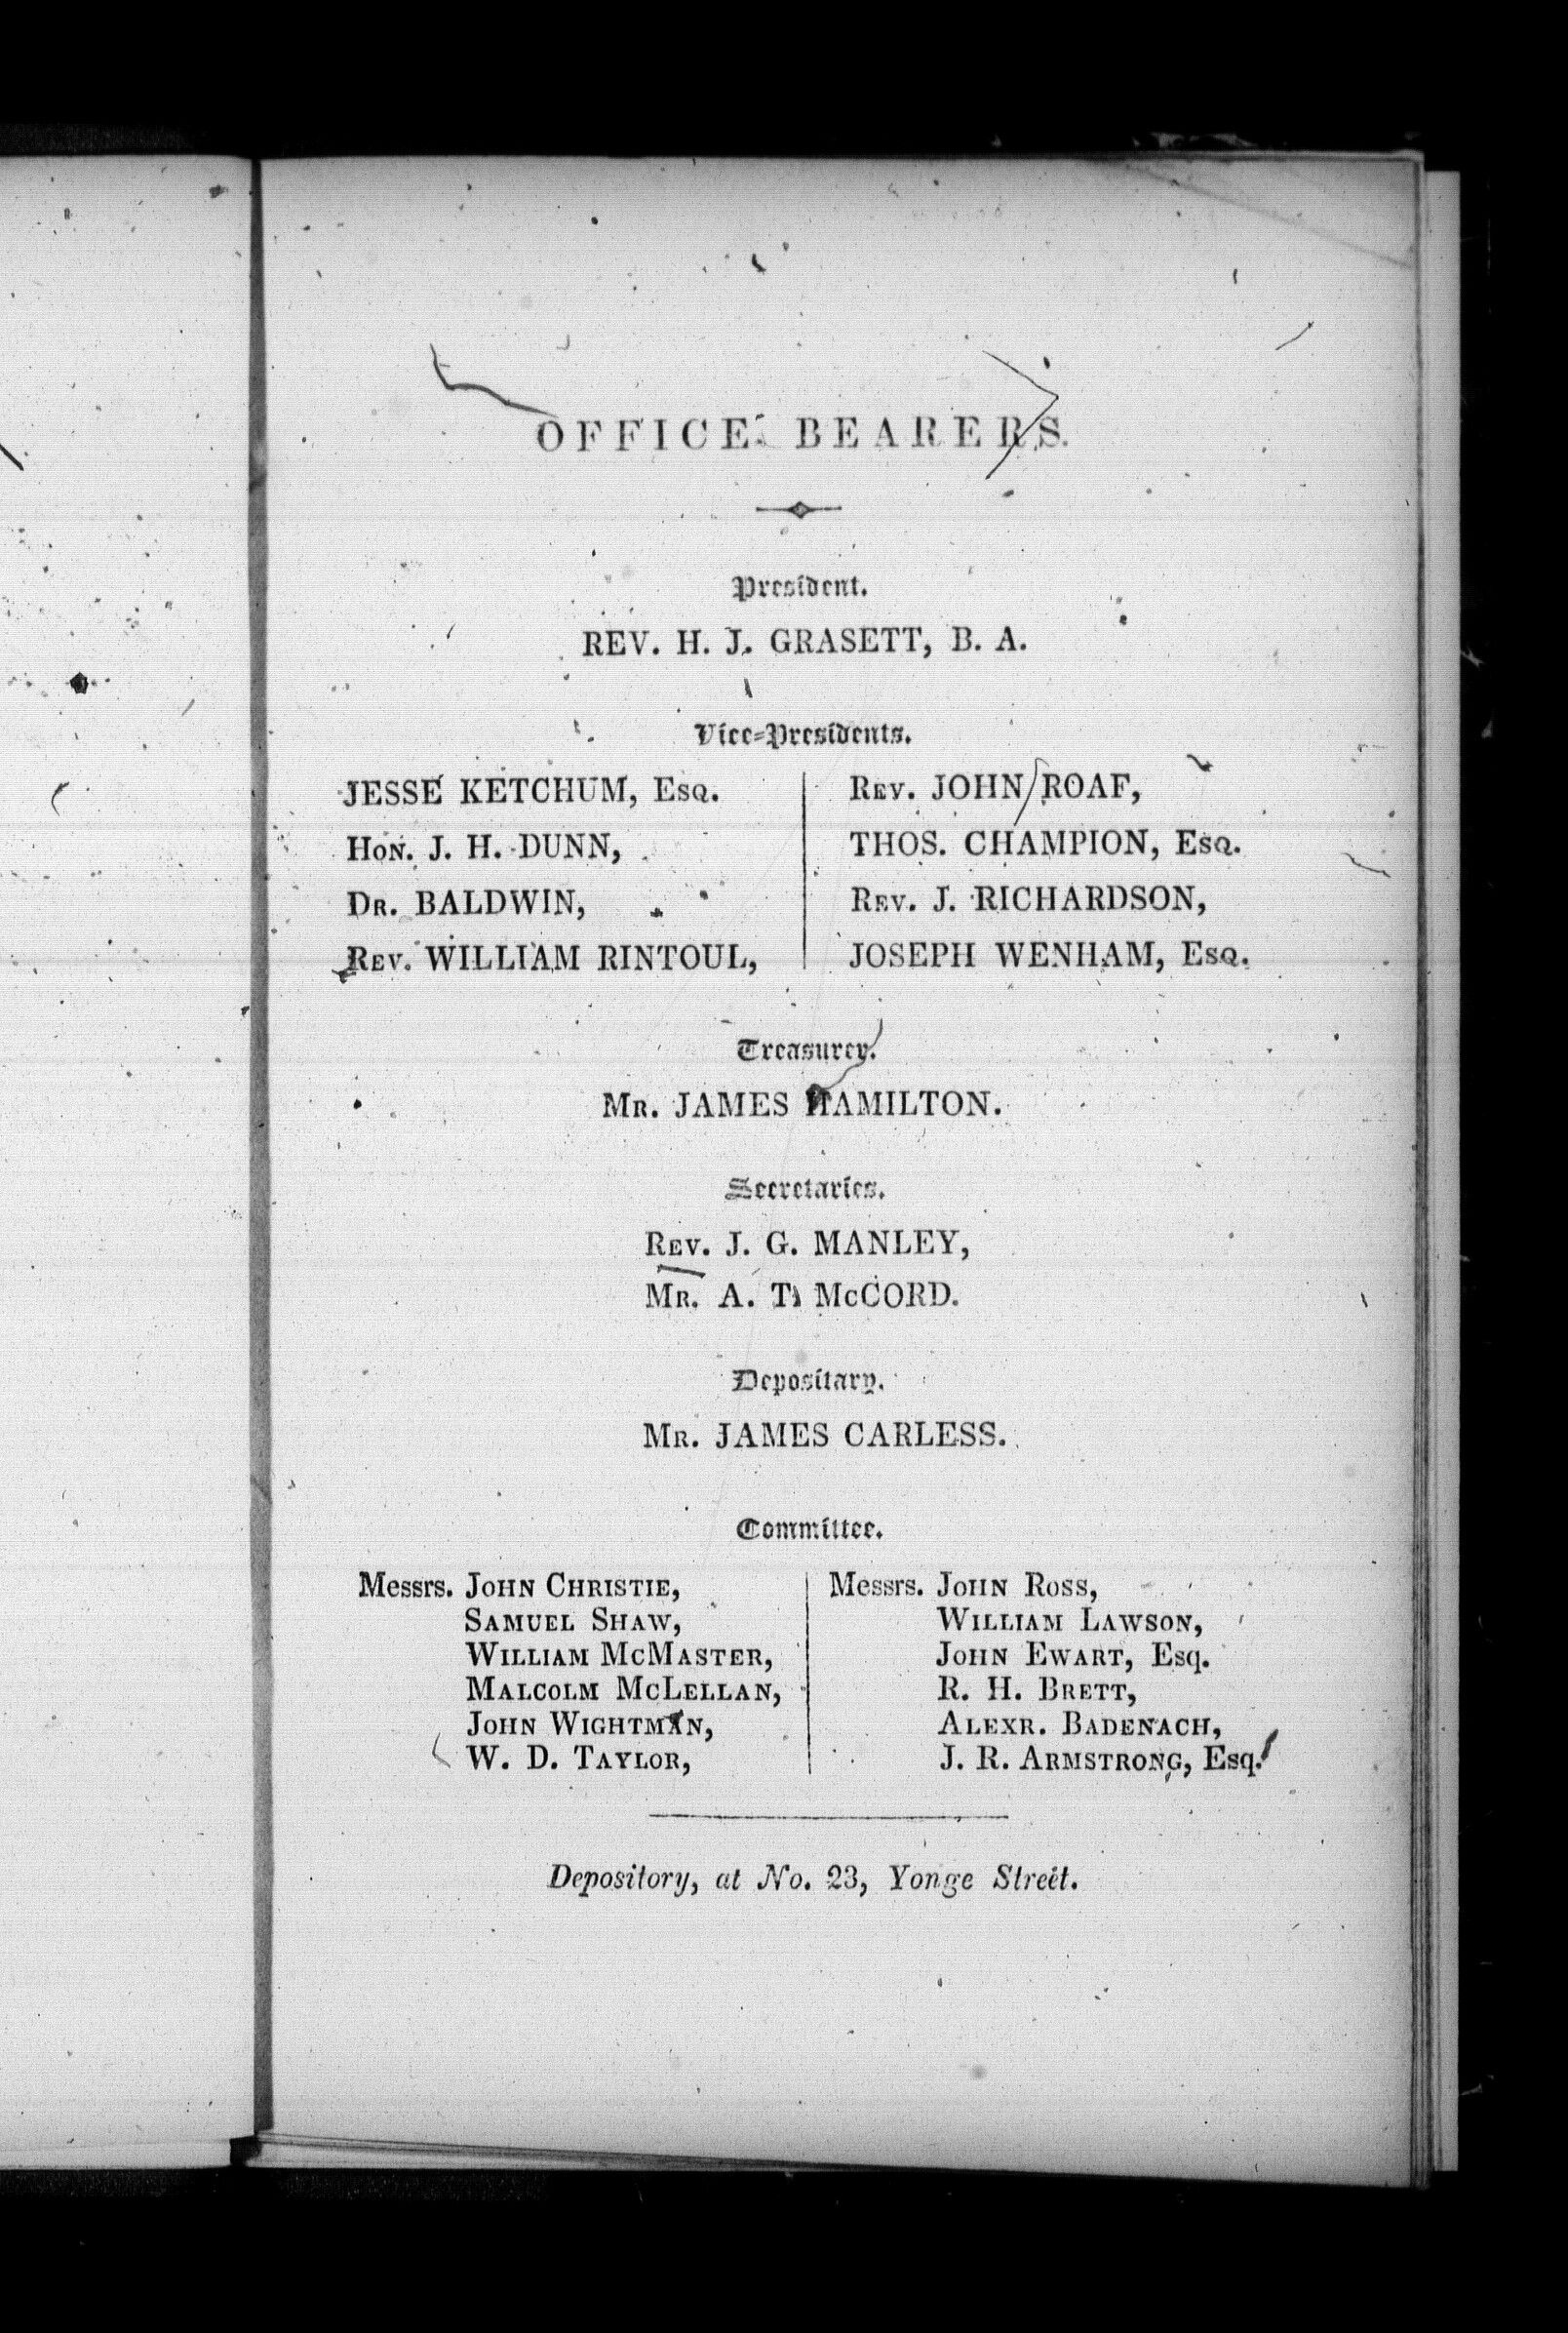 OFFICE BEARERS.
President.
REV. H. J. GRASETT, B. A.
Vice-Presidents.
JESSE KETCHUM, Esq.
Hon. J. H. DUNN,
Dr. BALDWIN,
Rev. WILLIAM RINTOUL,
Rev. JOHN ROAF,
THOS. CHAMPION, Esq.
Rev. J. RICHARDSON,
JOSEPH WENHAM, Esq.
Treasurer.
Mr. JAMES HAMILTON.
Secretaries.
Rev. J. G. MANLEY,
Mr. A. T. McCORD.
Depositary.
Mr. JAMES CARLESS.
Committee.
Messrs. John Christie,
Samuel Shaw,
William McMaster,
Malcolm McLellan,
John Wightman,
W. D. Taylor,
Messrs. John Ross,
William Lawson,
John Ewart, Esq.
R. H. Brett,
Alexr. Badenach,
J. R. Armstrong, Esq.
Depository, at No. 23, Yonge Street.